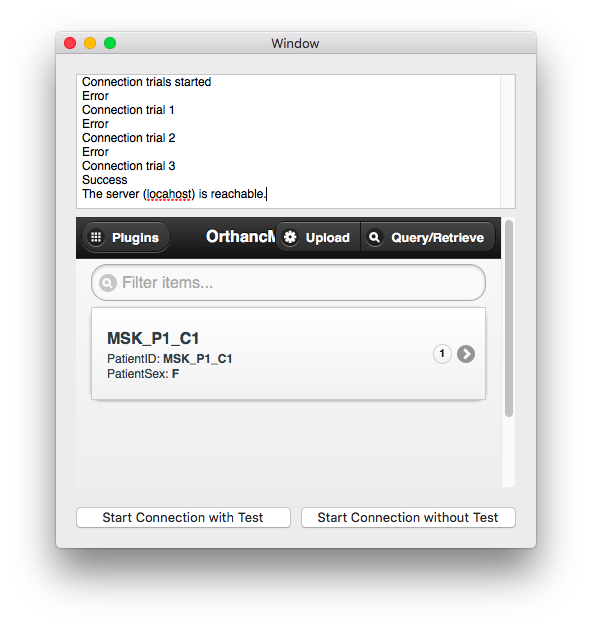 Window
Connection trials started
Error
Connection trial 1
Error
Connection trial 2
Error
Connection trial 3
Success
The server (locahost) is reachable.
Plugins OrthancM Upload Query/Retrieve
Filter items...
MSK_P1_C1
PatientID: MSK_P1_C1
PatientSex: F
1
Start Connection with Test Start Connection without Test